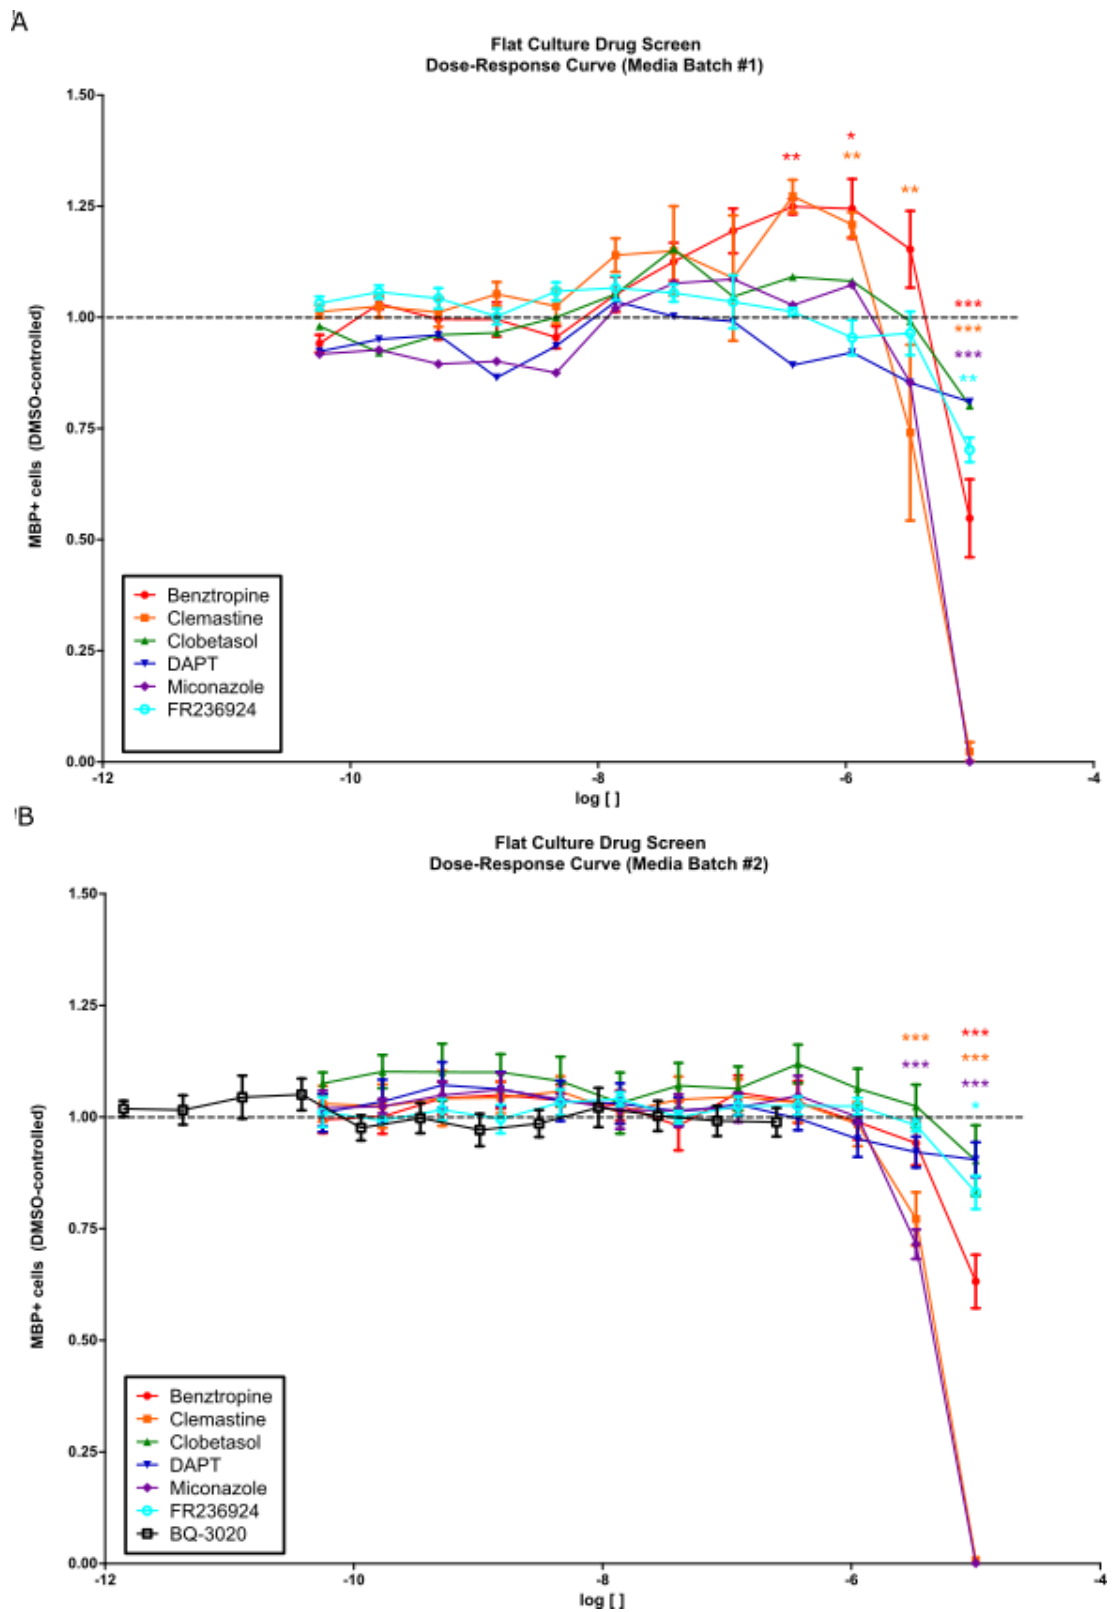 A
Flat Culture Drug Screen
Dose-Response Curve (Media Batch #1)
1.50
1.25
1.00
0.75
0.50
0.25
0.00
MBP+ cells (DMSO-controlled)
** * ** ** *** *** *** **
Benztropine
Clemastine
Clobetasol
DAPT
Miconazole
FR236924
-12 -10 -8 -6 -4
log [ ]
B
Flat Culture Drug Screen
Dose-Response Curve (Media Batch #2)
1.50
1.25
1.00
0.75
0.50
0.25
0.00
MBP+ cells (DMSO-controlled)
*** *** *** *** *** *
Benztropine
Clemastine
Clobetasol
DAPT
Miconazole
FR236924
BQ-3020
-12 -10 -8 -6 -4
log [ ]